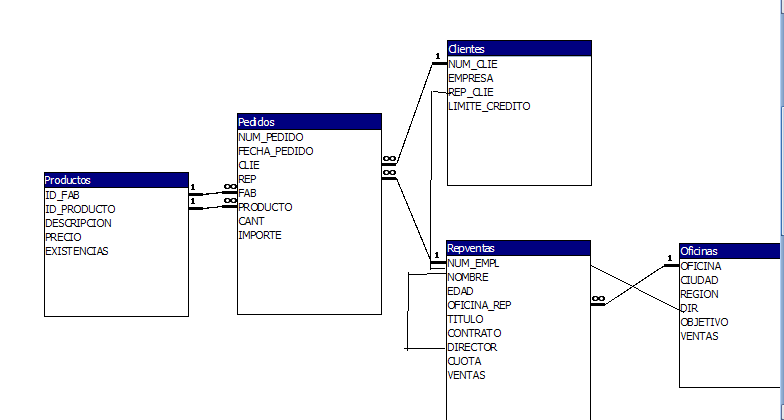 Productos
ID_FAB
ID_PRODUCTO
DESCRIPCION
PRECIO
EXISTENCIAS
1
1
∞
∞
Pedidos
NUM_PEDIDO
FECHA_PEDIDO
CLIE
REP
FAB
PRODUCTO
CANT
IMPORTE
∞
∞
1
Clientes
NUM_CLIE
EMPRESA
REP_CLIE
LIMITE_CREDITO
1
Repventas
NUM_EMPL
NOMBRE
EDAD
OFICINA_REP
TITULO
CONTRATO
DIRECTOR
CUOTA
VENTAS
∞
1
Oficinas
OFICINA
CIUDAD
REGION
DIR
OBJETIVO
VENTAS